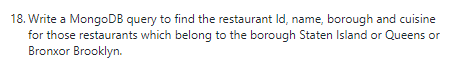 18. Write a MongoDB query to find the restaurant Id, name, borough and cuisine
for those restaurants which belong to the borough Staten Island or Queens or
Bronxor Brooklyn.